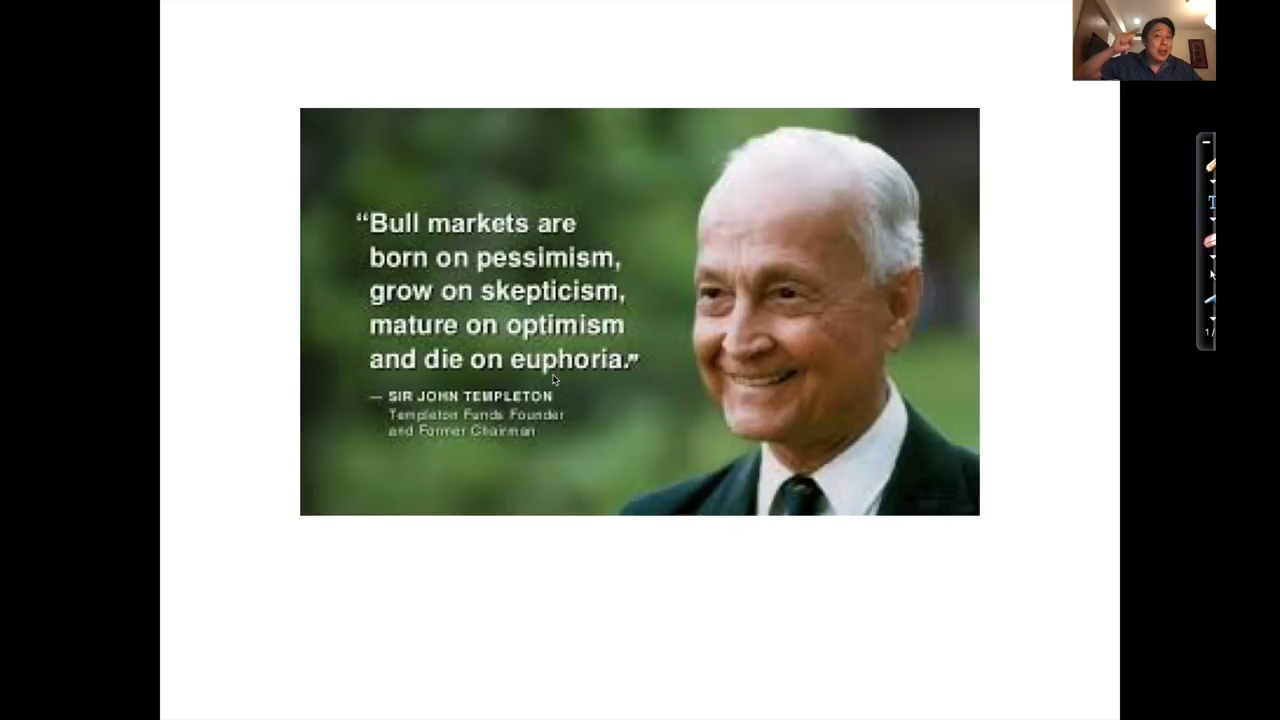 “Bull markets are
born on pessimism,
grow on skepticism,
mature on optimism
and die on euphoria.”
— SIR JOHN TEMPLETON
Templeton Funds Founder
and Former Chairman
T
1/